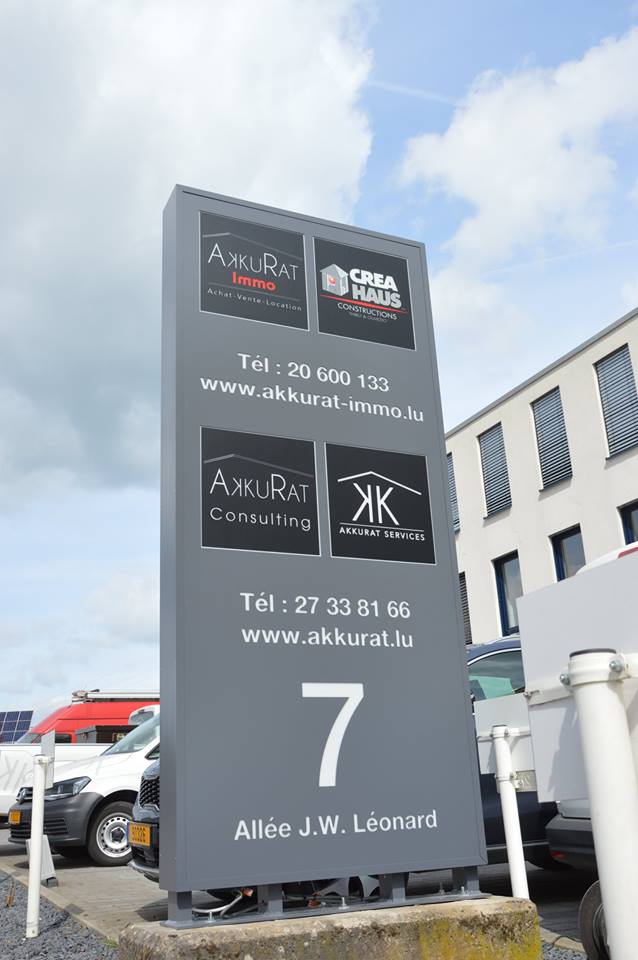 AKKURAT
Immo
Achat-Vente-Location
CREA
HAUS
CONSTRUCTIONS
Tél : 20 600 133
www.akkurat-immo.lu
AKKURAT
Consulting
KK
AKKURAT SERVICES
Tél : 27 33 81 66
www.akkurat.lu
7
Allée J.W. Léonard